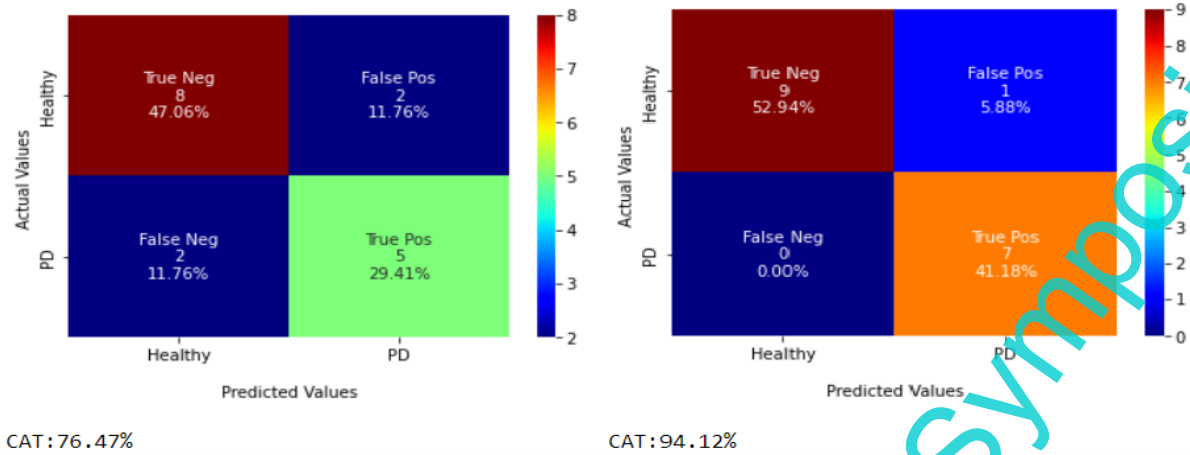 True Neg
8
47.06%
False Pos
2
11.76%
False Neg
2
11.76%
True Pos
5
29.41%
Healthy
PD
Actual Values
Healthy
PD
Predicted Values
8
7
6
5
4
3
2
CAT:76.47%
True Neg
9
52.94%
False Pos
1
5.88%
False Neg
0
0.00%
True Pos
7
41.18%
Healthy
PD
Actual Values
Healthy
PD
Predicted Values
9
8
7
6
5
4
3
2
1
0
CAT:94.12%
Sympos